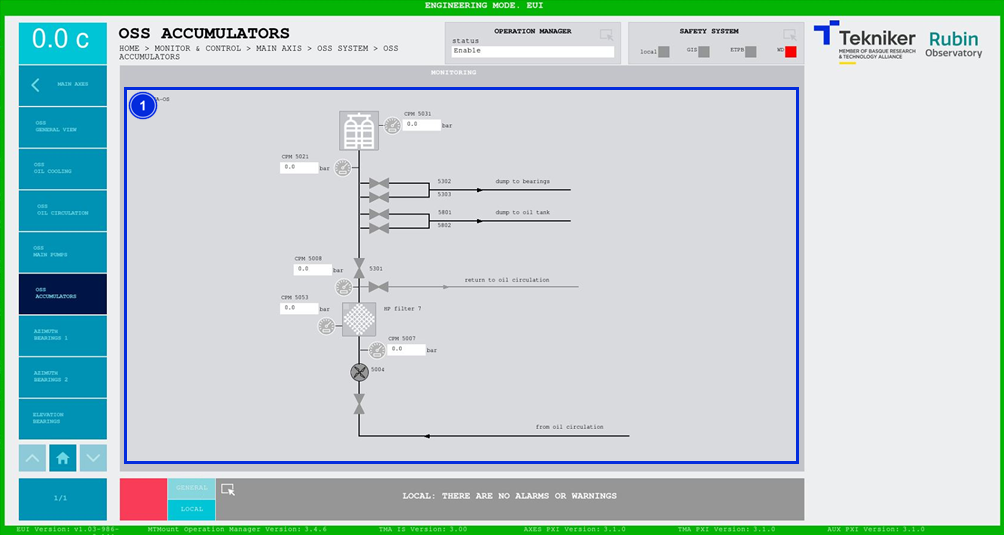 ENGINEERING MODE. EUI
0.0 c
OSS ACCUMULATORS
HOME > MONITOR & CONTROL > MAIN AXIS > OSS SYSTEM > OSS
ACCUMULATORS
OPERATION MANAGER
status
Enable
SAFETY SYSTEM
local
GIS
ETPB
WD
Tekniker
MEMBER OF BASQUE RESEARCH
& TECHNOLOGY ALLIANCE
Rubin
Observatory
MAIN AXES
OSS
GENERAL VIEW
OSS
OIL COOLING
OSS
OIL CIRCULATION
OSS
MAIN PUMPS
OSS
ACCUMULATORS
AZIMUTH
BEARINGS 1
AZIMUTH
BEARINGS 2
ELEVATION
BEARINGS
1/1
MONITORING
1
A-OS
CPM 5031
0.0 bar
CPM 5021
0.0 bar
5302
dump to bearings
5303
5801
dump to oil tank
5802
CPM 5008
0.0 bar
5301
return to oil circulation
CPM 5053
0.0 bar
HP filter 7
CPM 5007
0.0 bar
5004
from oil circulation
GENERAL
LOCAL
LOCAL: THERE ARE NO ALARMS OR WARNINGS
EUI Version: v1.03-986-
MTMount Operation Manager Version: 3.4.6
TMA IS Version: 3.00
AXES PXI Version: 3.1.0
TMA PXI Version: 3.1.0
AUX PXI Version: 3.1.0